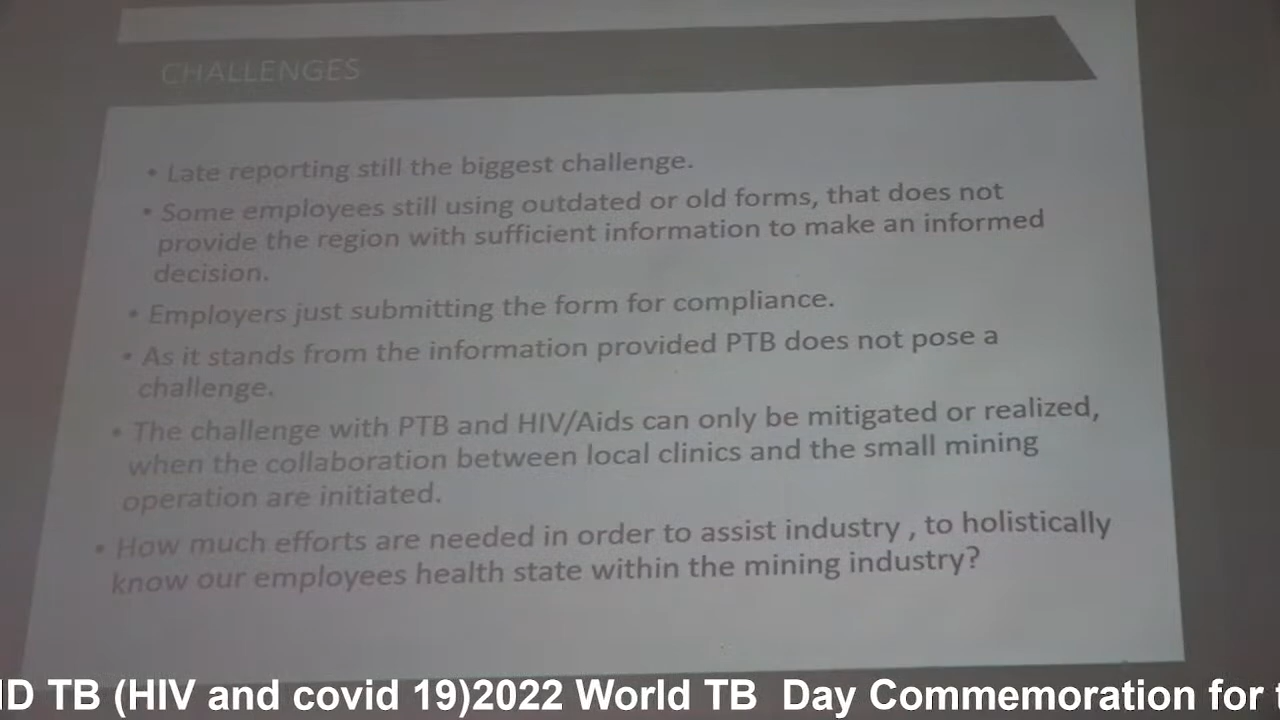 CHALLENGES
• Late reporting still the biggest challenge.
• Some employees still using outdated or old forms, that does not
provide the region with sufficient information to make an informed
decision.
• Employers just submitting the form for compliance.
• As it stands from the information provided PTB does not pose a
challenge.
• The challenge with PTB and HIV/Aids can only be mitigated or realized,
when the collaboration between local clinics and the small mining
operation are initiated.
• How much efforts are needed in order to assist industry , to holistically
know our employees health state within the mining industry?
TB (HIV and covid 19)2022 World TB Day Commemoration for